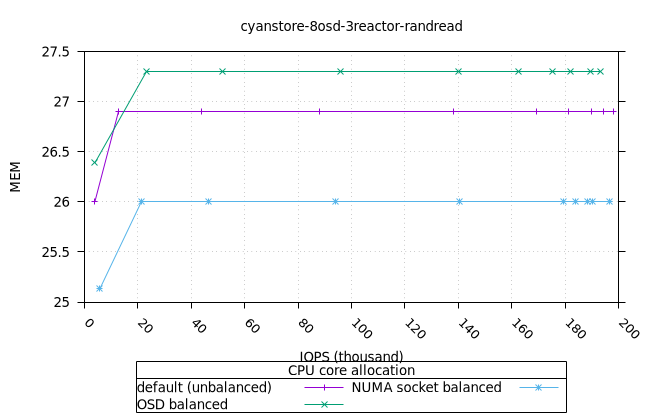 cyanstore-8osd-3reactor-randread
27.5
27
26.5
26
25.5
25
MEM
0 20 40 60 80 100 120 140 160 180 200
IOPS (thousand)
CPU core allocation
default (unbalanced) NUMA socket balanced
OSD balanced